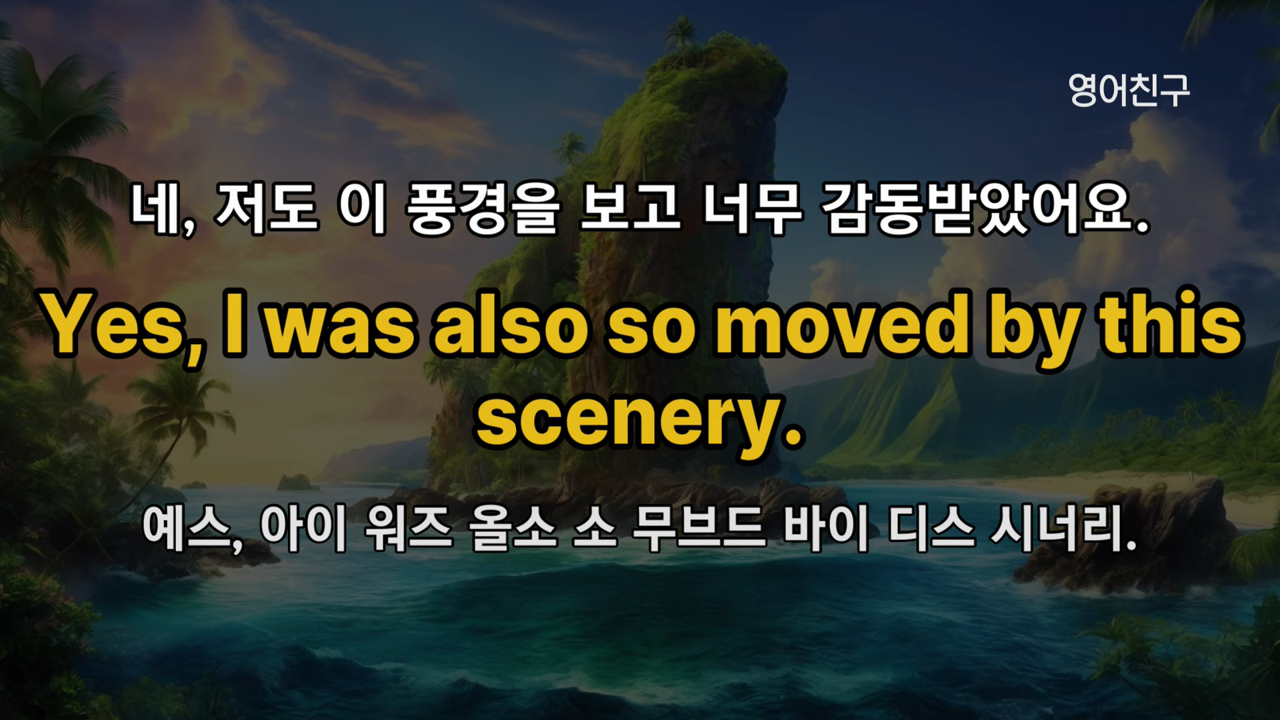 영어친구
네, 저도 이 풍경을 보고 너무 감동받았어요.
Yes, I was also so moved by this
scenery.
예스, 아이 워즈 올소 소 무브드 바이 디스 시너리.